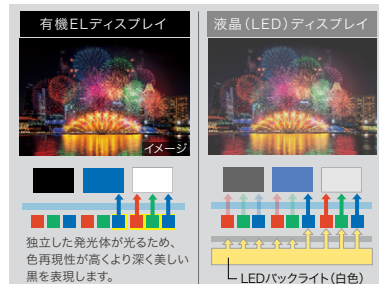 有機ELディスプレイ
液晶(LED)ディスプレイ
イメージ
独立した発光体が光るため、
色再現性が高くより深く美しい
黒を表現します。
LEDバックライト(白色)